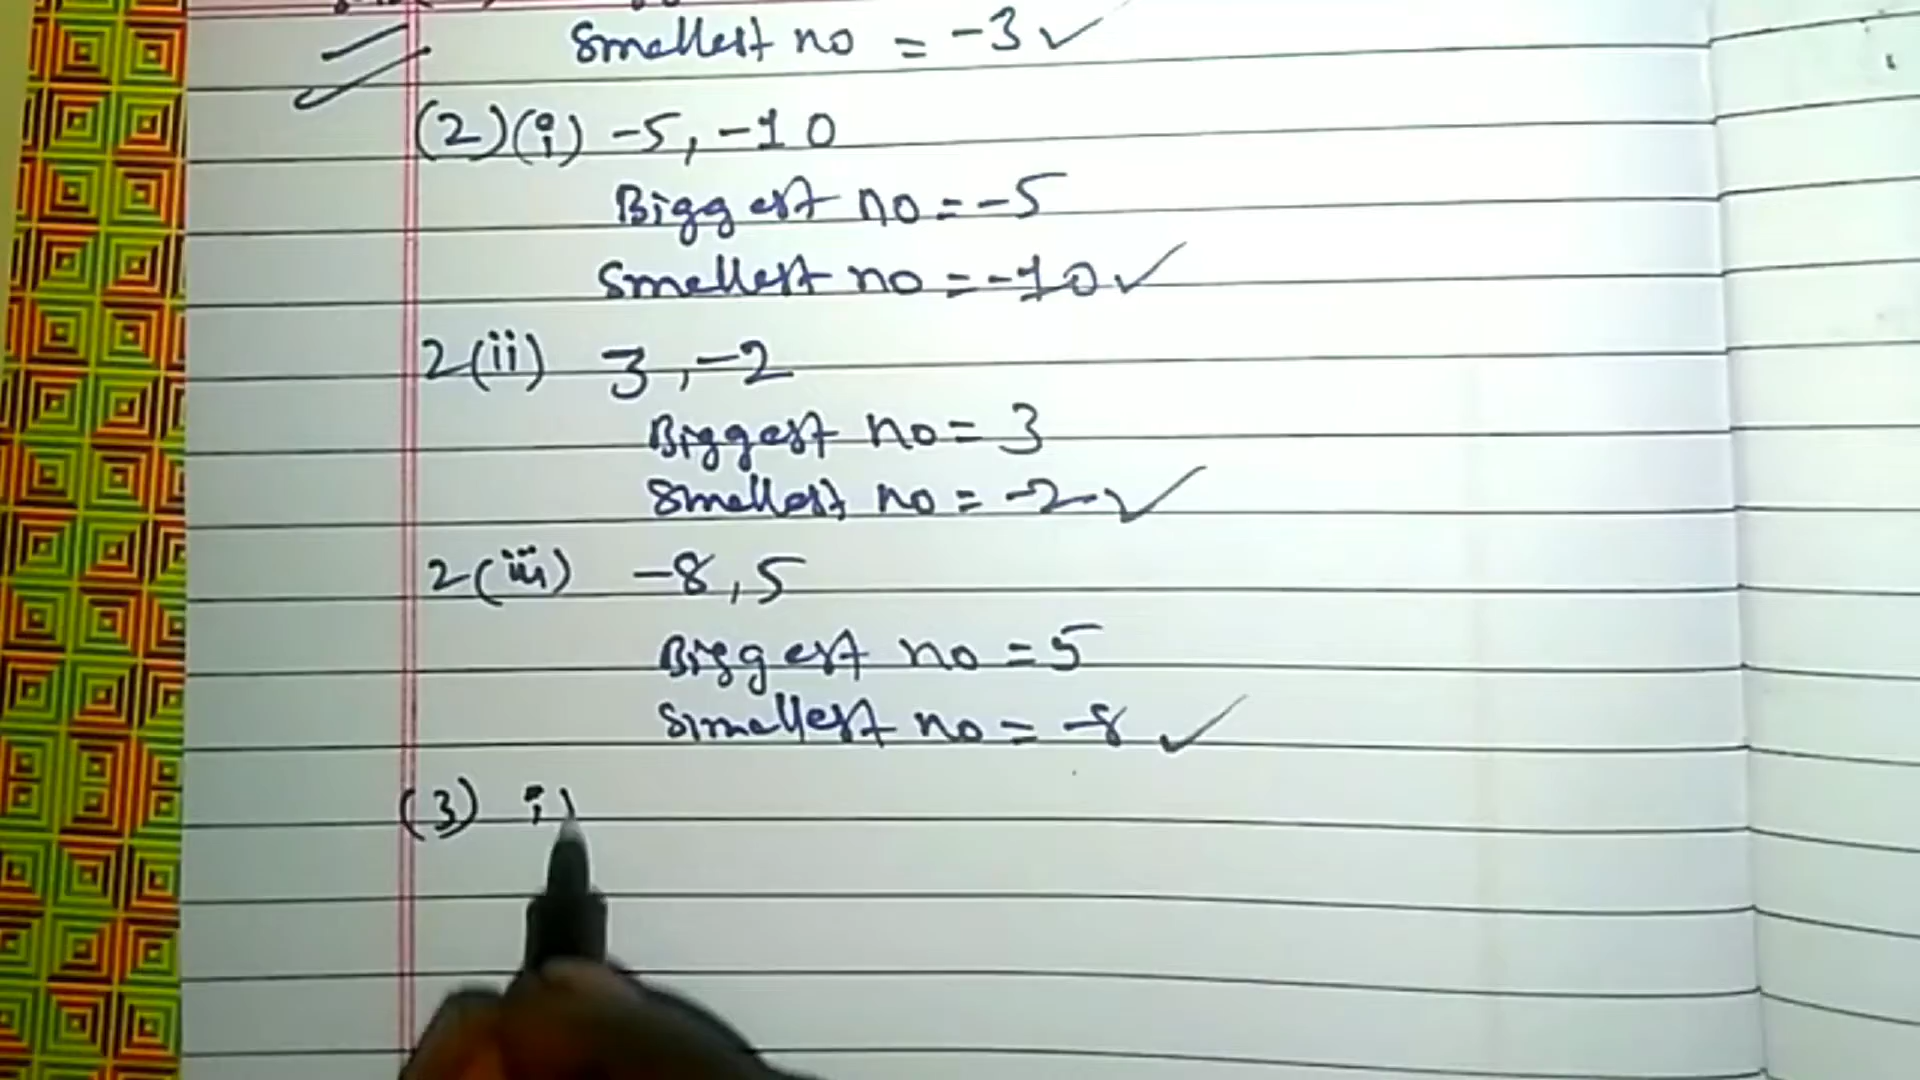 Smallest no = -3 ✓
(2)(i) -5, -10
Biggest no = -5
Smallest no = -10 ✓
2(ii) 3, -2
Biggest no = 3
Smallest no = -2 ✓
2(iii) -8, 5
Biggest no = 5
Smallest no = -8 ✓
(3) i)